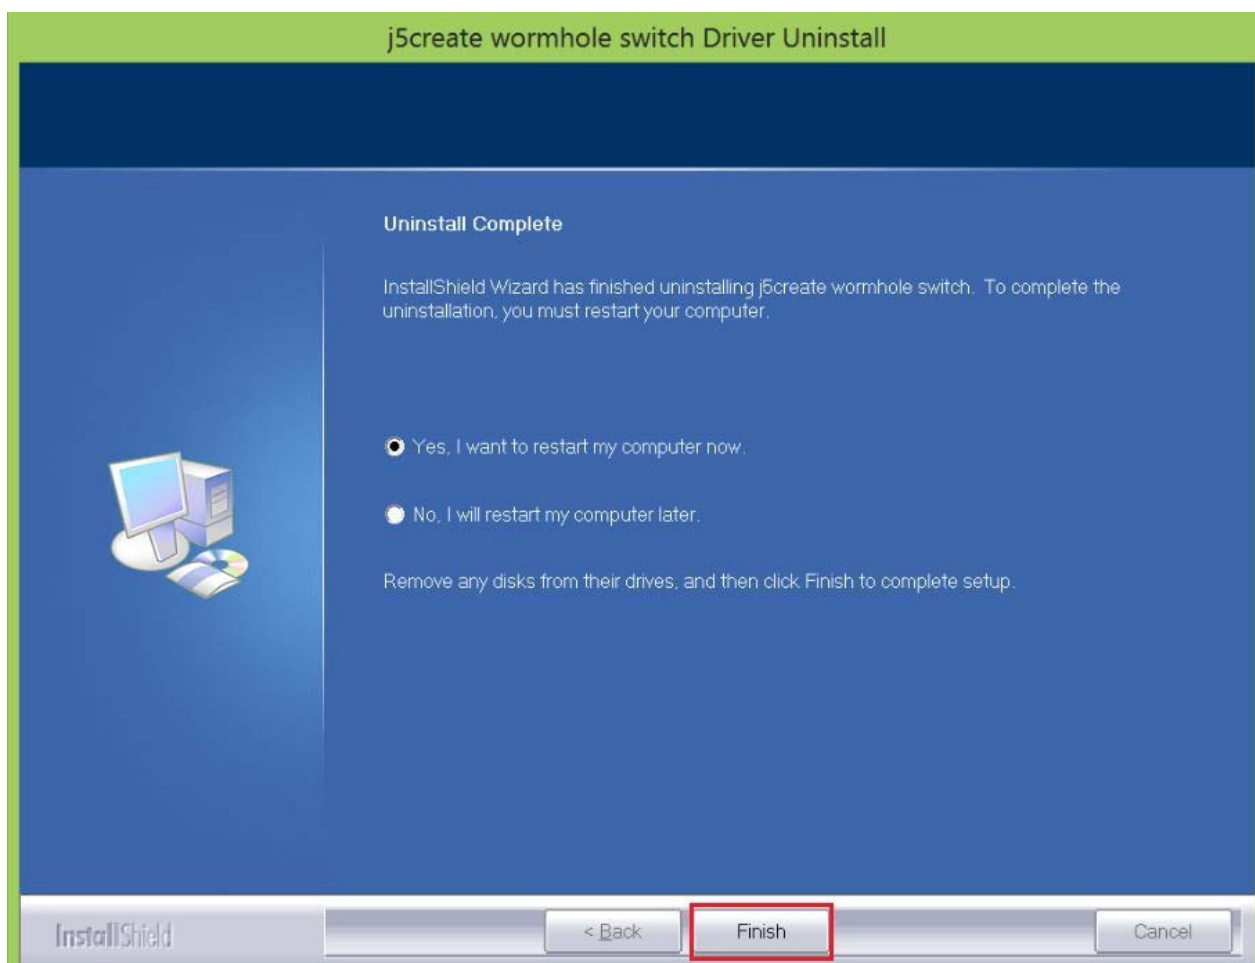 j5create wormhole switch Driver Uninstall
Uninstall Complete
InstallShield Wizard has finished uninstalling j5create wormhole switch. To complete the
uninstallation, you must restart your computer.
Yes, I want to restart my computer now.
No, I will restart my computer later.
Remove any disks from their drives, and then click Finish to complete setup.
InstallShield
< Back
Finish
Cancel